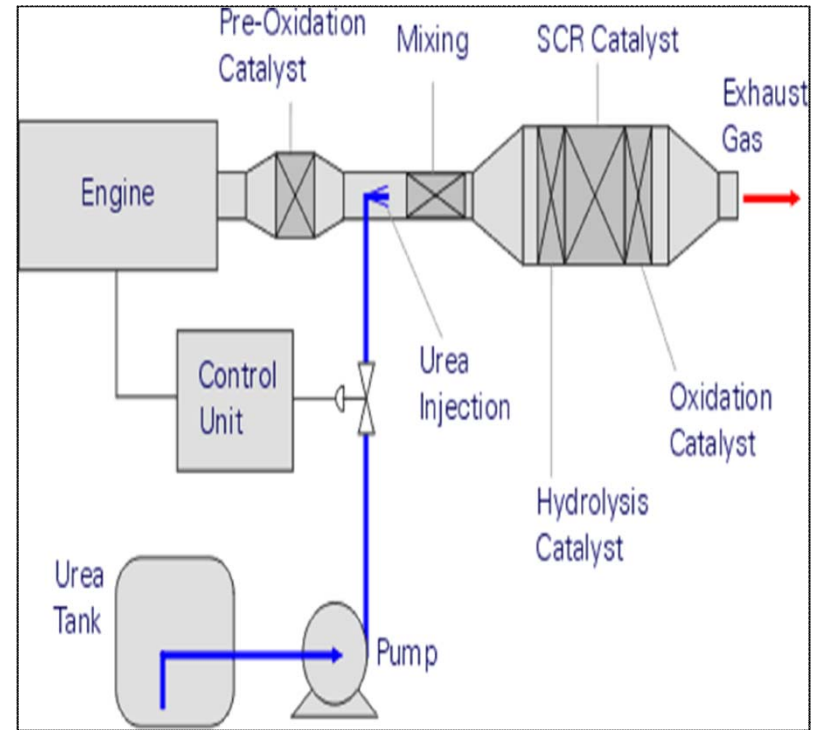 Pre-Oxidation
Catalyst
Mixing
SCR Catalyst
Exhaust
Gas
Engine
Control
Unit
Urea
Injection
Oxidation
Catalyst
Hydrolysis
Catalyst
Urea
Tank
Pump